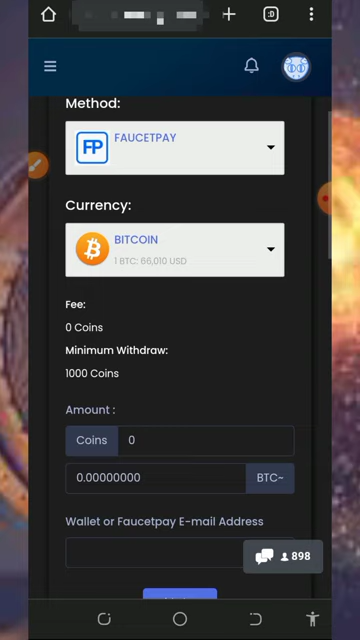 :D
Method:
FP
FAUCETPAY
Currency:
BITCOIN
1 BTC: 66,010 USD
Fee:
0 Coins
Minimum Withdraw:
1000 Coins
Amount :
Coins 0
0.00000000 BTC~
Wallet or Faucetpay E-mail Address
898